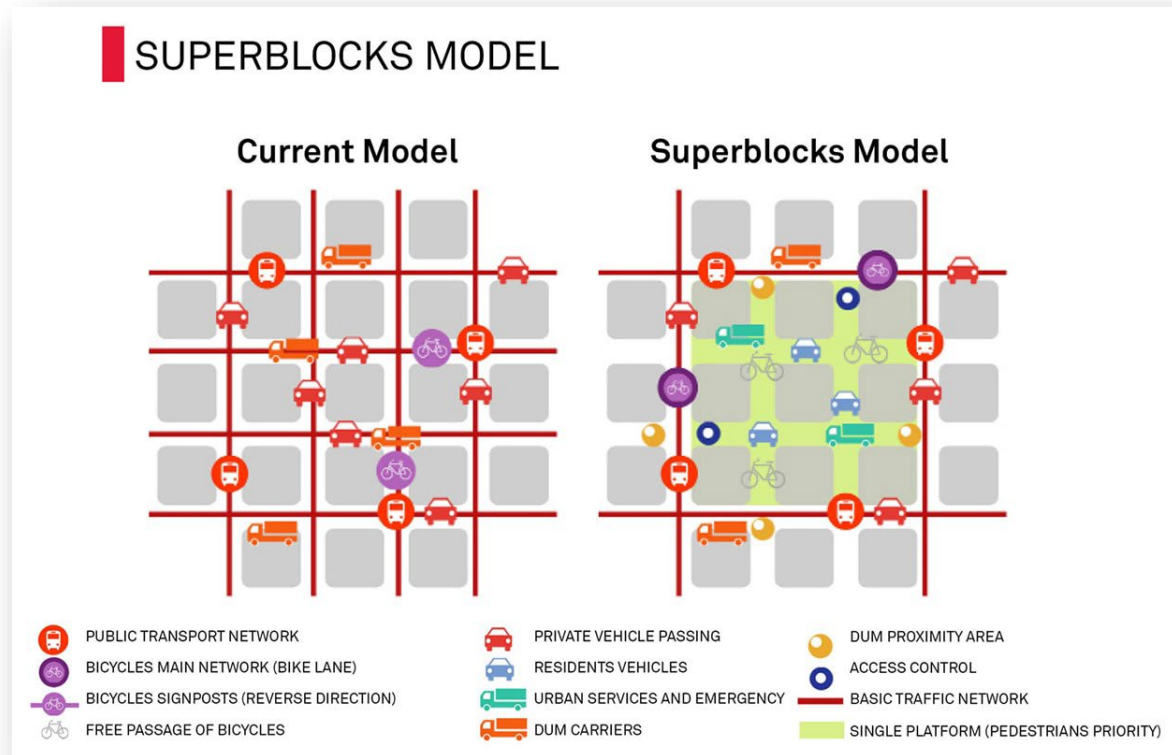 SUPERBLOCKS MODEL
Current Model
Superblocks Model
PUBLIC TRANSPORT NETWORK
BICYCLES MAIN NETWORK (BIKE LANE)
BICYCLES SIGNPOSTS (REVERSE DIRECTION)
FREE PASSAGE OF BICYCLES
PRIVATE VEHICLE PASSING
RESIDENTS VEHICLES
URBAN SERVICES AND EMERGENCY
DUM CARRIERS
DUM PROXIMITY AREA
ACCESS CONTROL
BASIC TRAFFIC NETWORK
SINGLE PLATFORM (PEDESTRIANS PRIORITY)